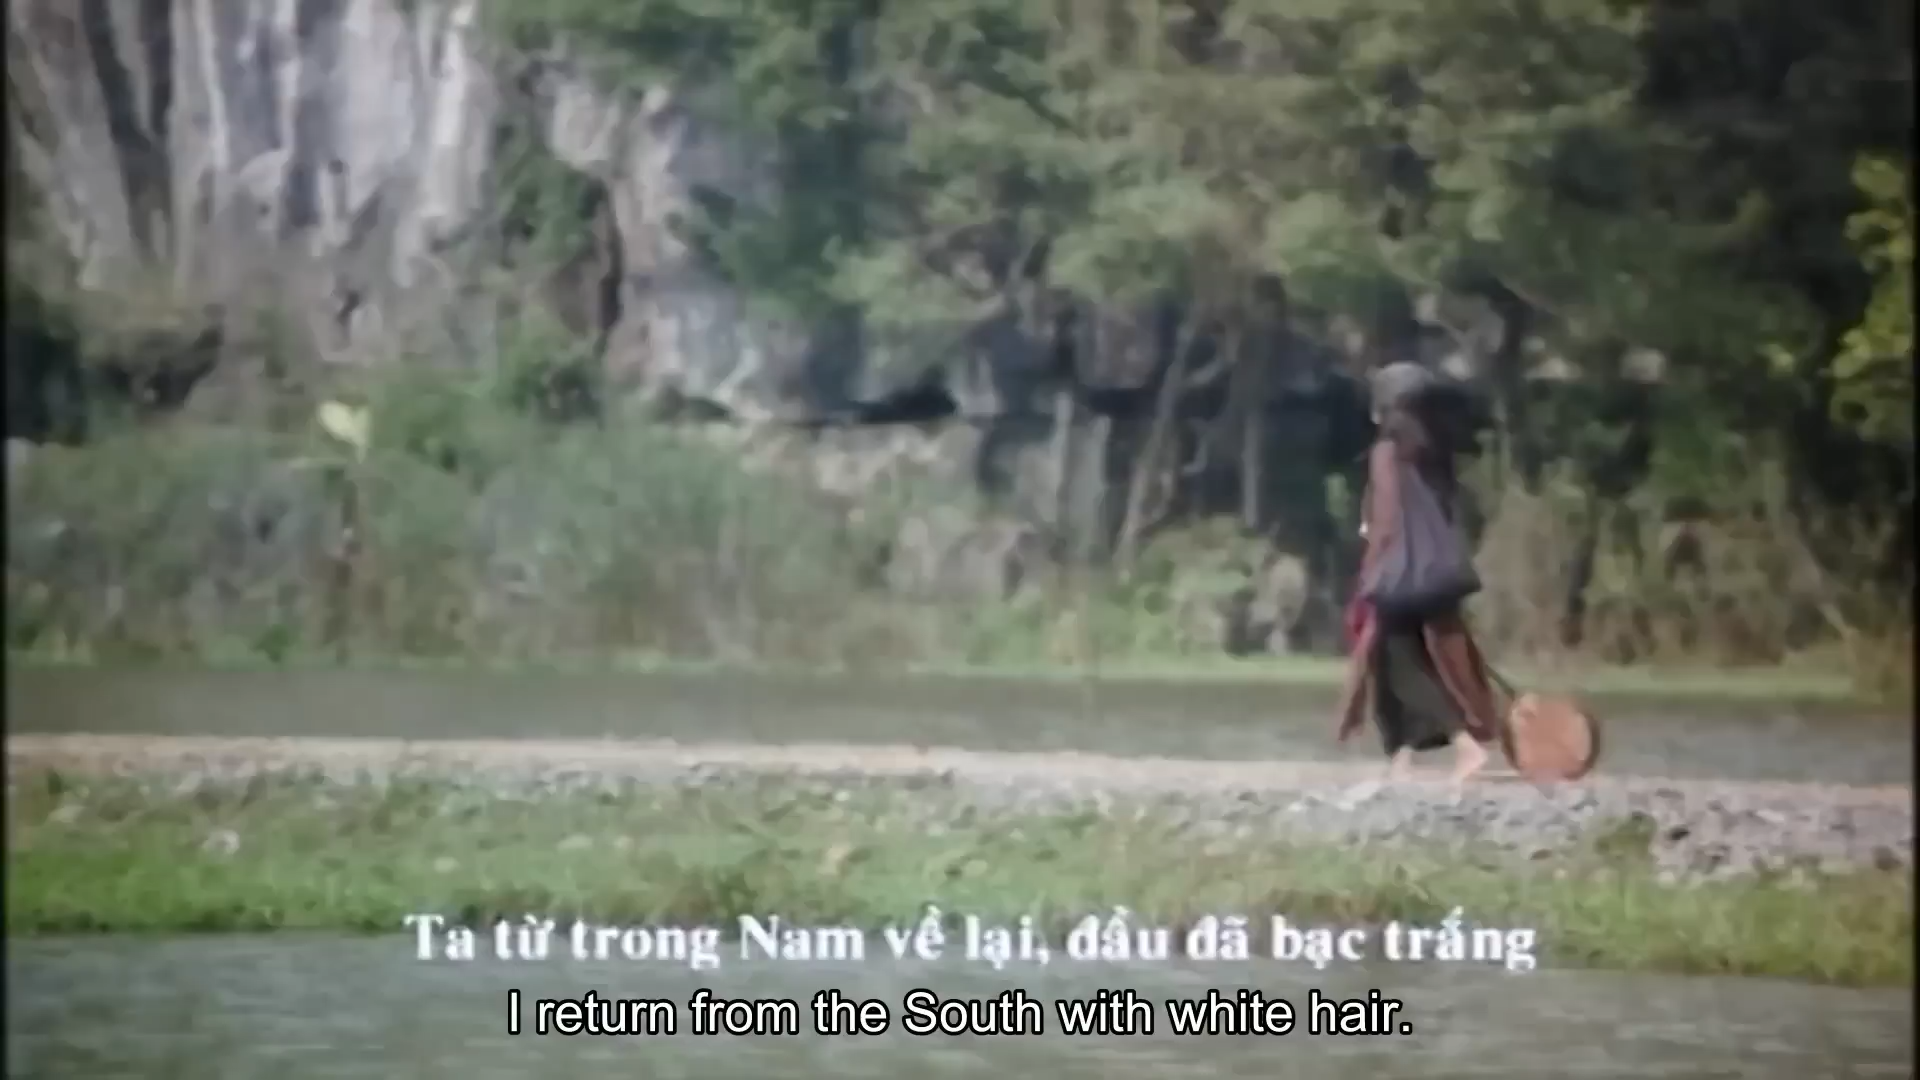 Ta từ trong Nam về lại, đầu đã bạc trắng
I return from the South with white hair.